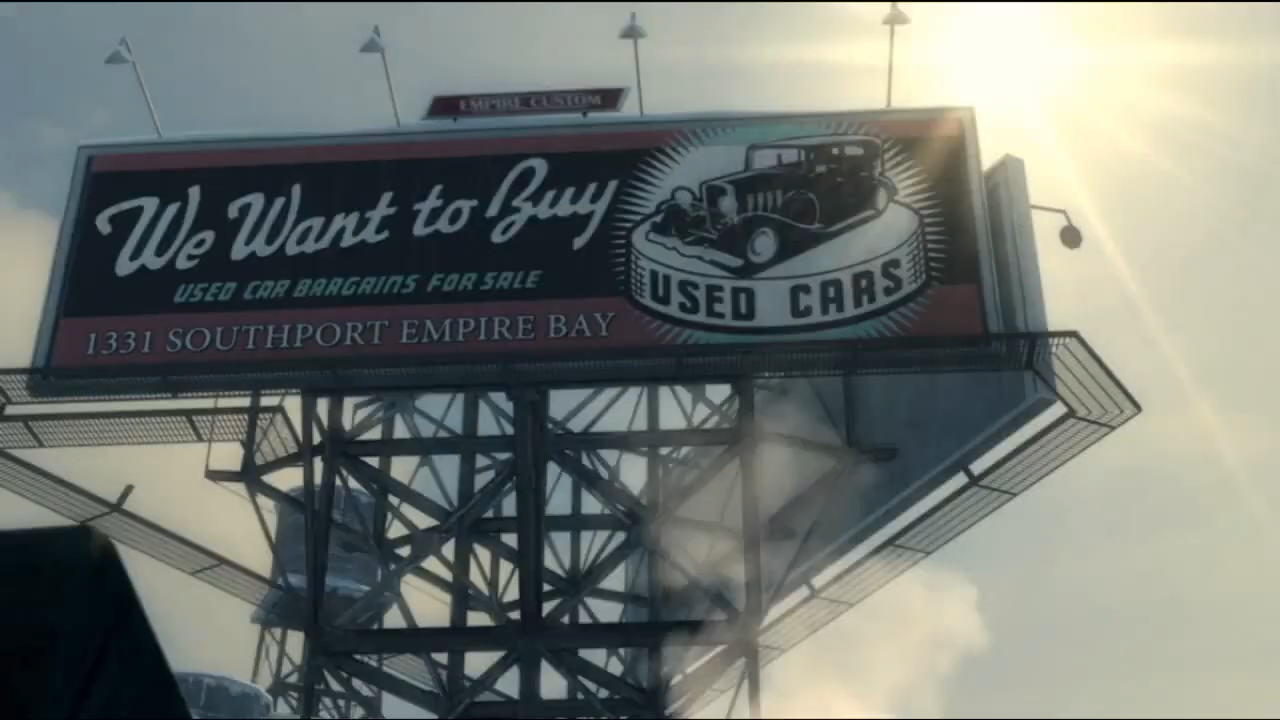 EMPIRE CUSTOM
We Want to Buy
USED CAR BARGAINS FOR SALE
1331 SOUTHPORT EMPIRE BAY
USED CARS